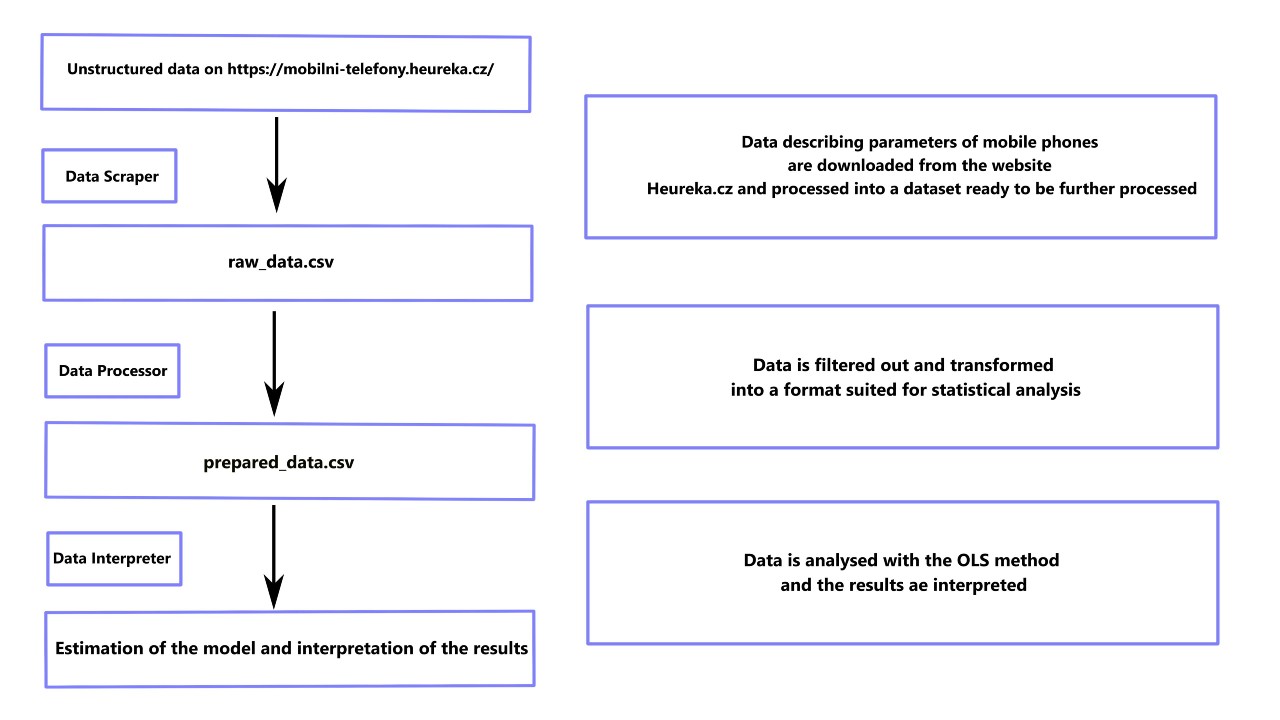 Unstructured data on https://mobilni-telefony.heureka.cz/
Data Scraper
raw_data.csv
Data Processor
prepared_data.csv
Data Interpreter
Estimation of the model and interpretation of the results
Data describing parameters of mobile phones
are downloaded from the website
Heureka.cz and processed into a dataset ready to be further processed
Data is filtered out and transformed
into a format suited for statistical analysis
Data is analysed with the OLS method
and the results ae interpreted